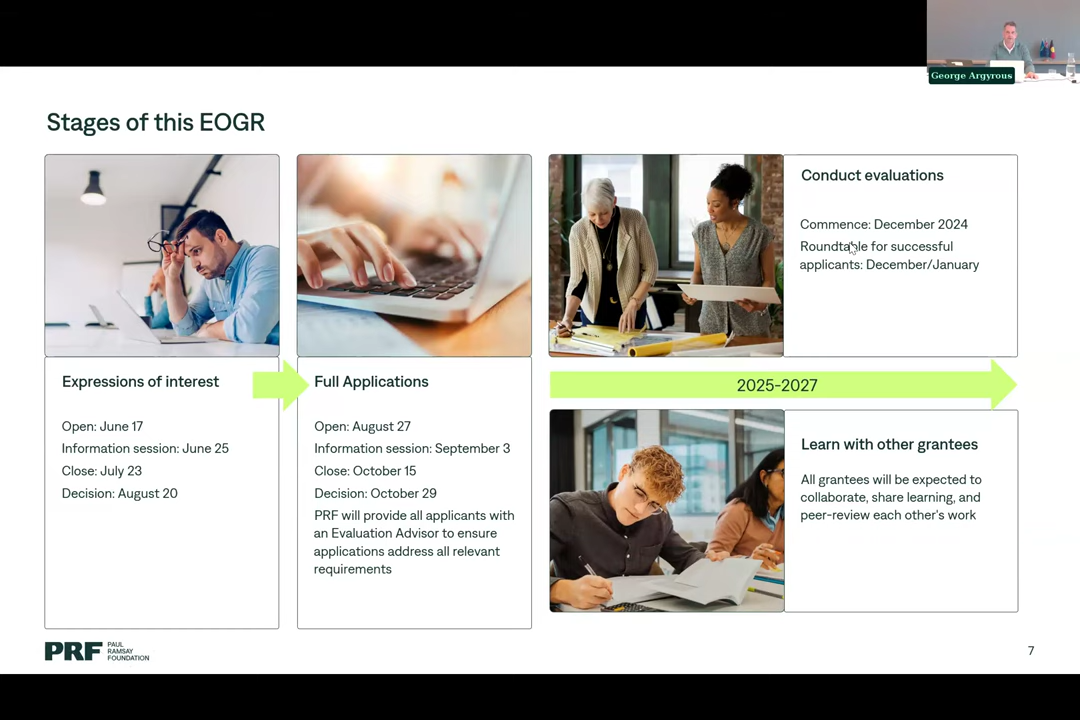 George Argyrous
Stages of this EOGR
Expressions of interest
Open: June 17
Information session: June 25
Close: July 23
Decision: August 20
Full Applications
Open: August 27
Information session: September 3
Close: October 15
Decision: October 29
PRF will provide all applicants with
an Evaluation Advisor to ensure
applications address all relevant
requirements
Conduct evaluations
Commence: December 2024
Roundtable for successful
applicants: December/January
2025-2027
Learn with other grantees
All grantees will be expected to
collaborate, share learning, and
peer-review each other's work
PRF
PAUL
RAMSAY
FOUNDATION
7